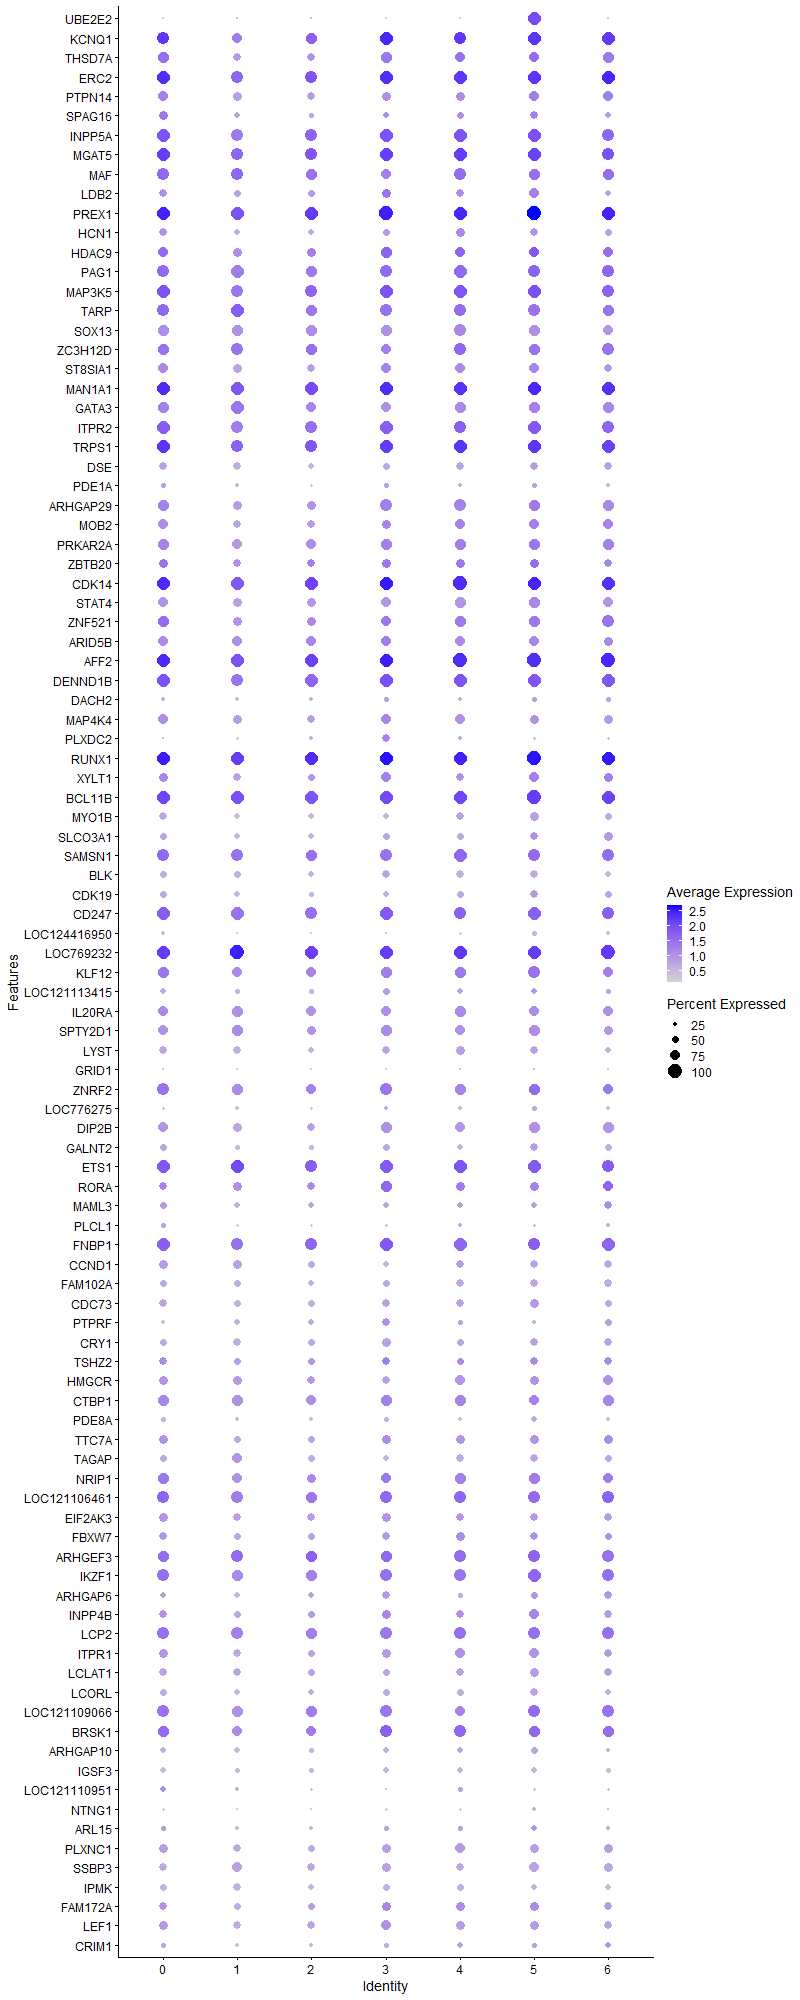 UBE2E2
KCNQ1
THSD7A
ERC2
PTPN14
SPAG16
INPP5A
MGAT5
MAF
LDB2
PREX1
HCN1
HDAC9
PAG1
MAP3K5
TARP
SOX13
ZC3H12D
ST8SIA1
MAN1A1
GATA3
ITPR2
TRPS1
DSE
PDE1A
ARHGAP29
MOB2
PRKAR2A
ZBTB20
CDK14
STAT4
ZNF521
ARID5B
AFF2
DENND1B
DACH2
MAP4K4
PLXDC2
RUNX1
XYLT1
BCL11B
MYO1B
SLCO3A1
SAMSN1
BLK
CDK19
CD247
LOC124416950
LOC769232
KLF12
LOC121113415
IL20RA
SPTY2D1
LYST
GRID1
ZNRF2
LOC776275
DIP2B
GALNT2
ETS1
RORA
MAML3
PLCL1
FNBP1
CCND1
FAM102A
CDC73
PTPRF
CRY1
TSHZ2
HMGCR
CTBP1
PDE8A
TTC7A
TAGAP
NRIP1
LOC121106461
EIF2AK3
FBXW7
ARHGEF3
IKZF1
ARHGAP6
INPP4B
LCP2
ITPR1
LCLAT1
LCORL
LOC121109066
BRSK1
ARHGAP10
IGSF3
LOC121110951
NTNG1
ARL15
PLXNC1
SSBP3
IPMK
FAM172A
LEF1
CRIM1
Features
0 1 2 3 4 5 6
Identity
Average Expression
2.5
2.0
1.5
1.0
0.5
Percent Expressed
25
50
75
100